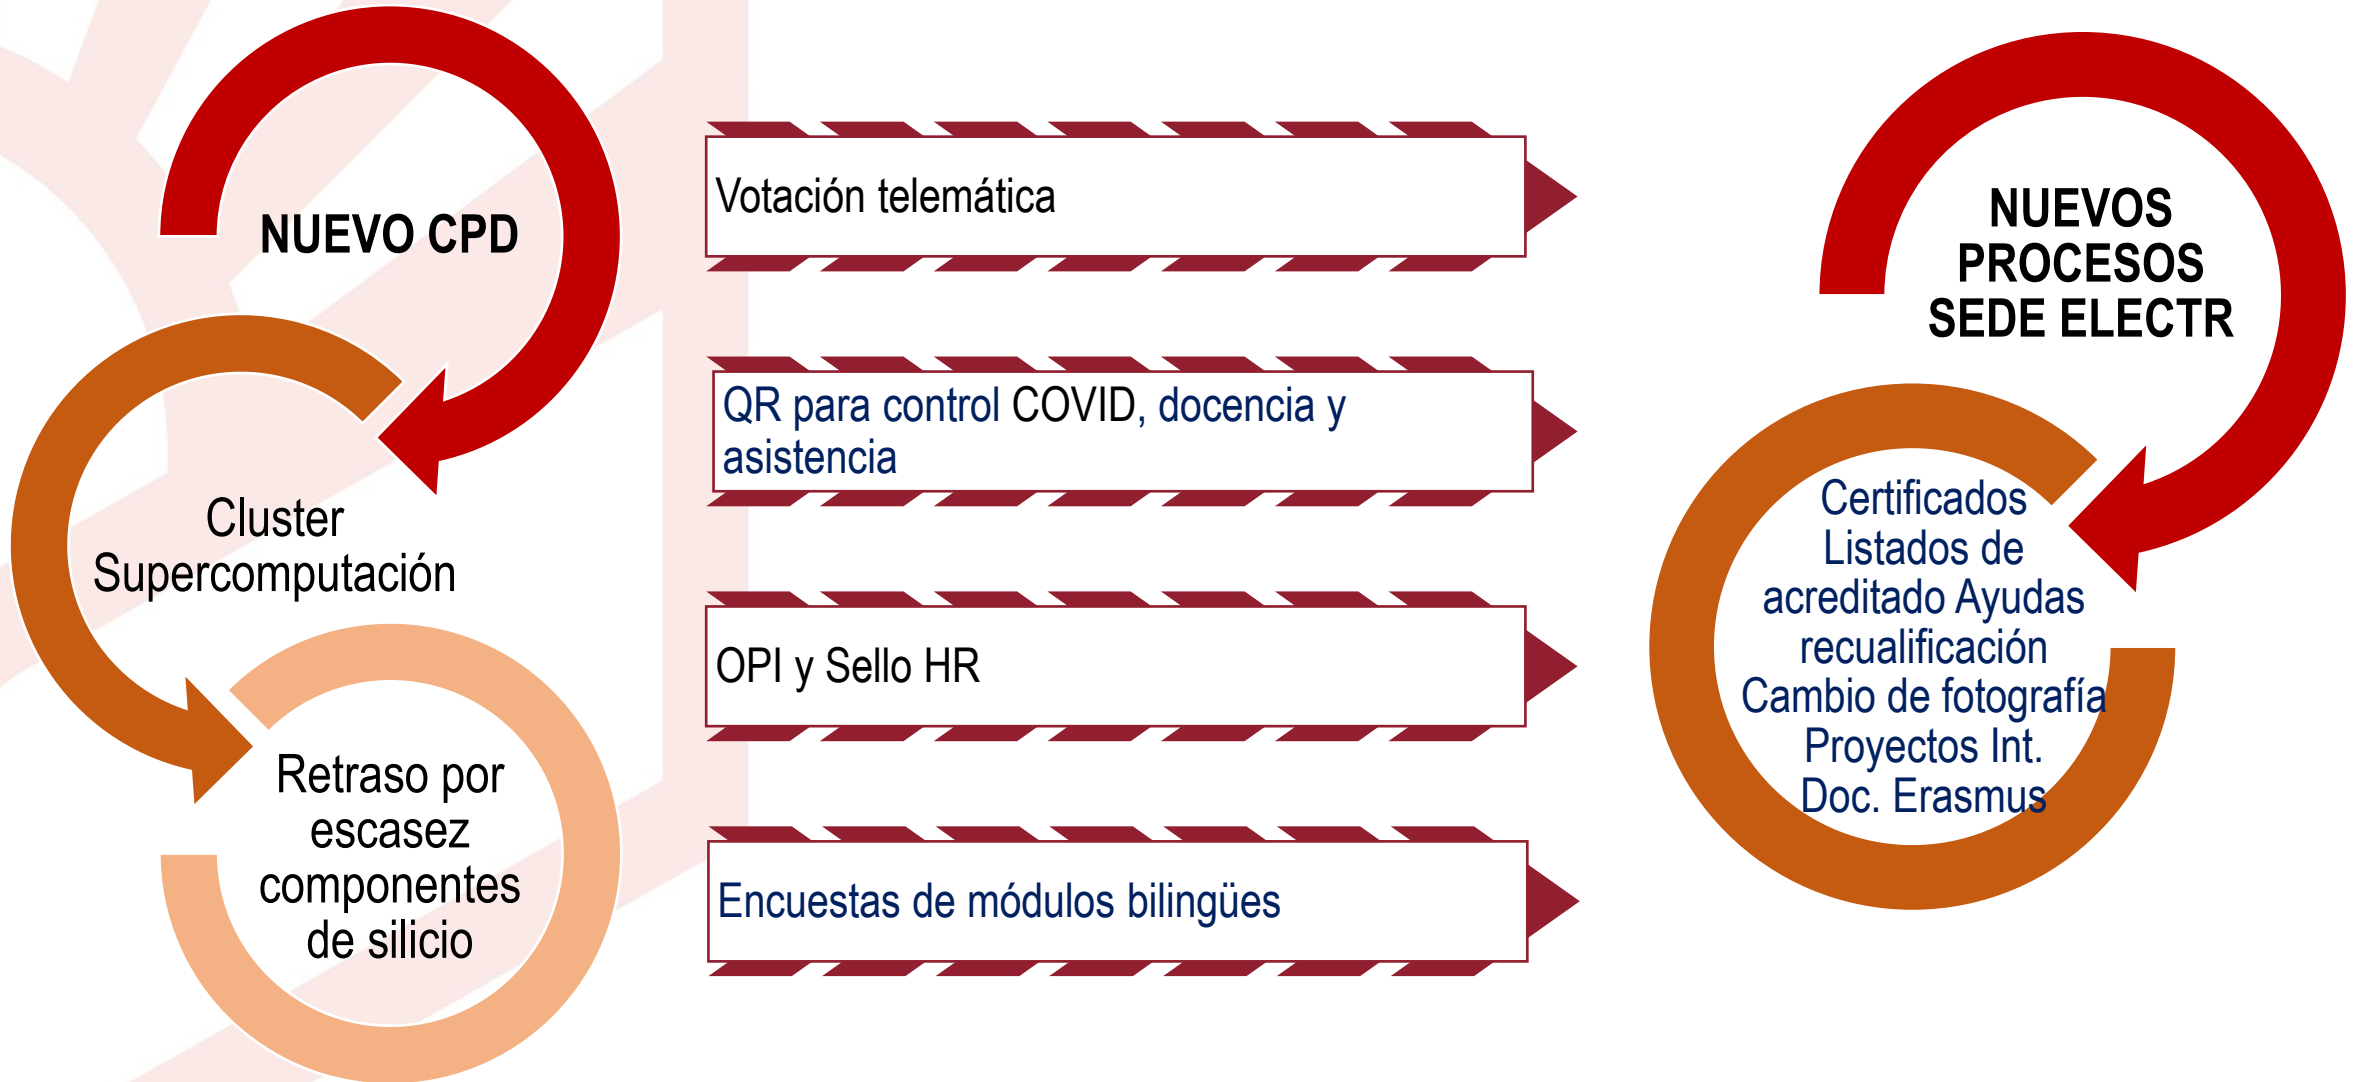 NUEVO CPD
Cluster
Supercomputación
Retraso por
escasez
componentes
de silicio
Votación telemática
QR para control COVID, docencia y
asistencia
OPI y Sello HR
Encuestas de módulos bilingües
NUEVOS
PROCESOS
SEDE ELECTR
Certificados
Listados de
acreditado Ayudas
recualificación
Cambio de fotografía
Proyectos Int.
Doc. Erasmus